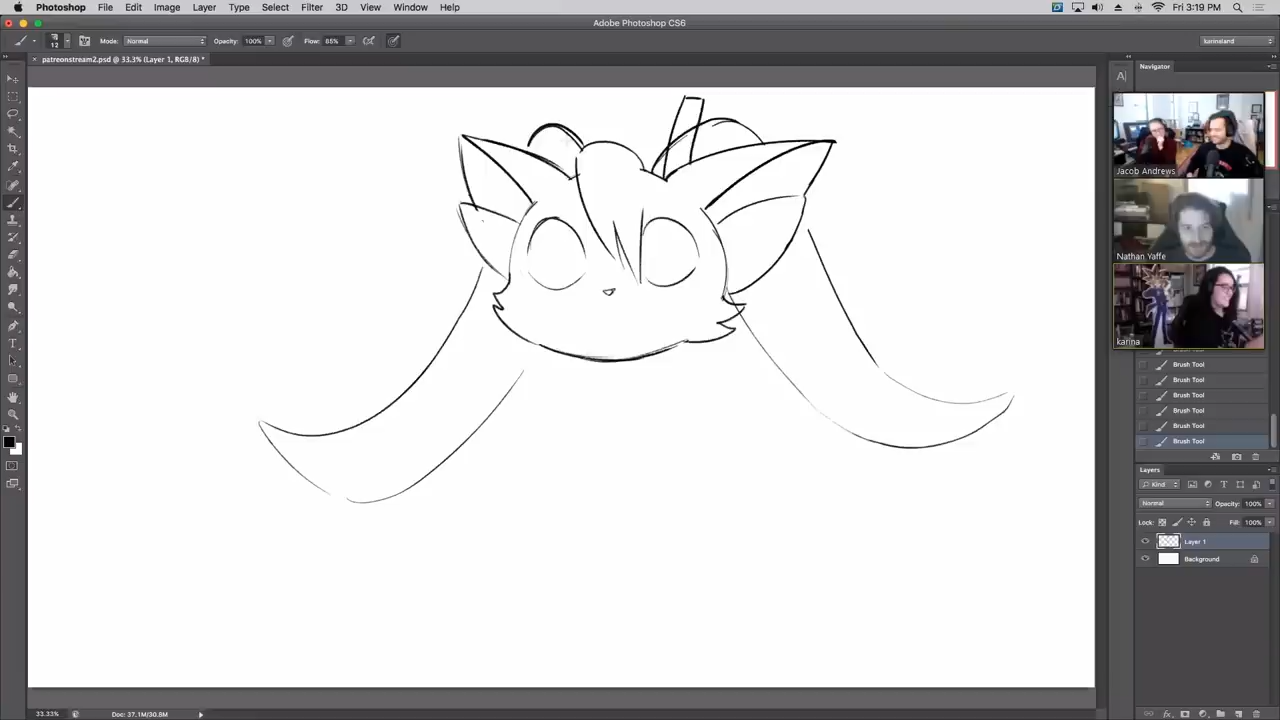 Photoshop File Edit Image Layer Type Select Filter 3D View Window Help
Fri 3:19 PM
Adobe Photoshop CS6
12
Mode: Normal Opacity: 100% Flow: 85%
kurinsland
patreonstream2.psd @ 33.3% (Layer 1, RGB/8) *
Navigator
A
Jacob Andrews
Nathan Yaffe
karina
Brush Tool
Brush Tool
Brush Tool
Brush Tool
Brush Tool
Brush Tool
Layers
Kind
Normal Opacity: 100%
Lock: Fill: 100%
Layer 1
Background
T
33.33% Doc: 37.1M/30.8M